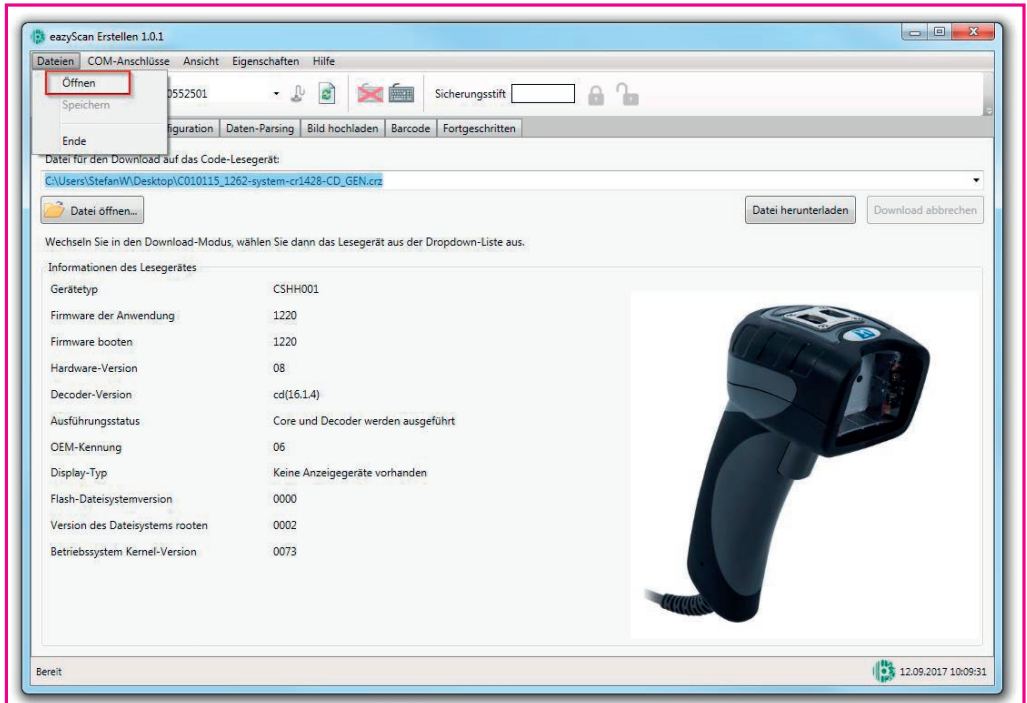 eazyScan Erstellen 1.0.1
Dateien COM-Anschlüsse Ansicht Eigenschaften Hilfe
Öffnen
Speichern
Ende
0552501
Sicherungsstift
figuration Daten-Parsing Bild hochladen Barcode Fortgeschritten
Datei für den Download auf das Code-Lesegerät:
C:\Users\StefanW\Desktop\C010115_1262-system-cr1428-CD_GEN.crz
Datei öffnen... Datei herunterladen Download abbrechen
Wechseln Sie in den Download-Modus, wählen Sie dann das Lesegerät aus der Dropdown-Liste aus.
Informationen des Lesegerätes
Gerätetyp CSHH001
Firmware der Anwendung 1220
Firmware booten 1220
Hardware-Version 08
Decoder-Version cd(16.1.4)
Ausführungsstatus Core und Decoder werden ausgeführt
OEM-Kennung 06
Display-Typ Keine Anzeigegeräte vorhanden
Flash-Dateisystemversion 0000
Version des Dateisystems rooten 0002
Betriebssystem Kernel-Version 0073
Bereit 12.09.2017 10:09:31